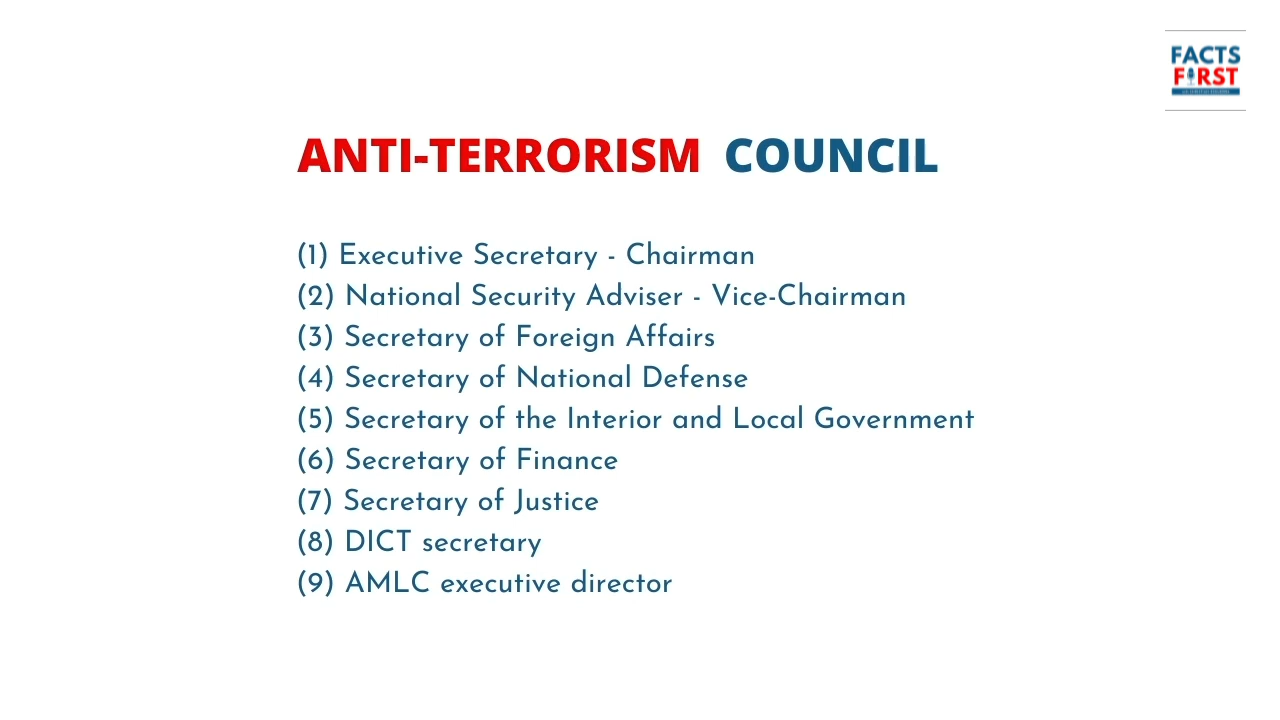 FACTS
FIRST
ANTI-TERRORISM COUNCIL
(1) Executive Secretary - Chairman
(2) National Security Adviser - Vice-Chairman
(3) Secretary of Foreign Affairs
(4) Secretary of National Defense
(5) Secretary of the Interior and Local Government
(6) Secretary of Finance
(7) Secretary of Justice
(8) DICT secretary
(9) AMLC executive director